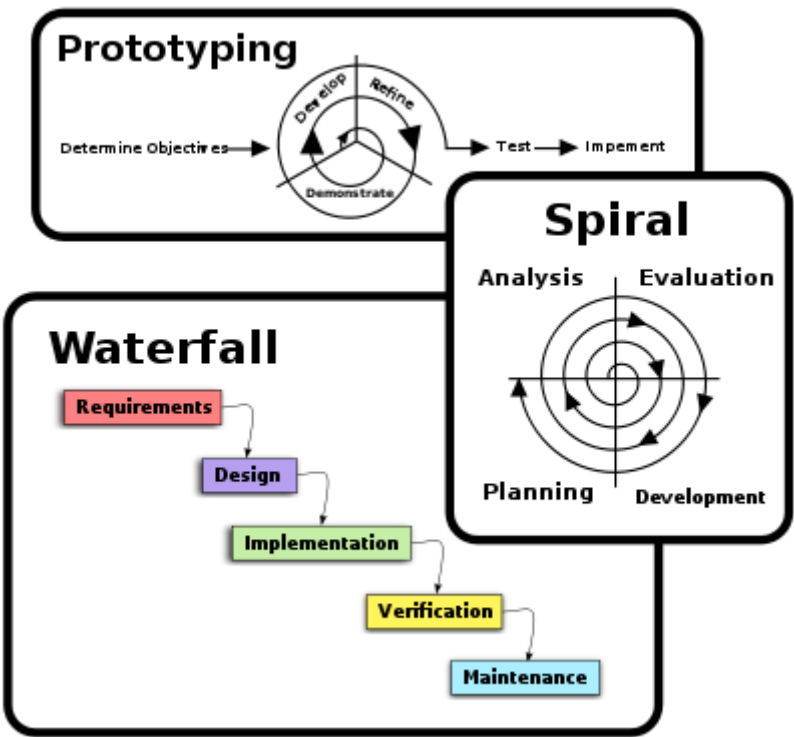 Prototyping
Develop
Refine
Determine Objectives
Test
Impement
Demonstrate
Spiral
Analysis
Evaluation
Planning
Development
Waterfall
Requirements
Design
Implementation
Verification
Maintenance